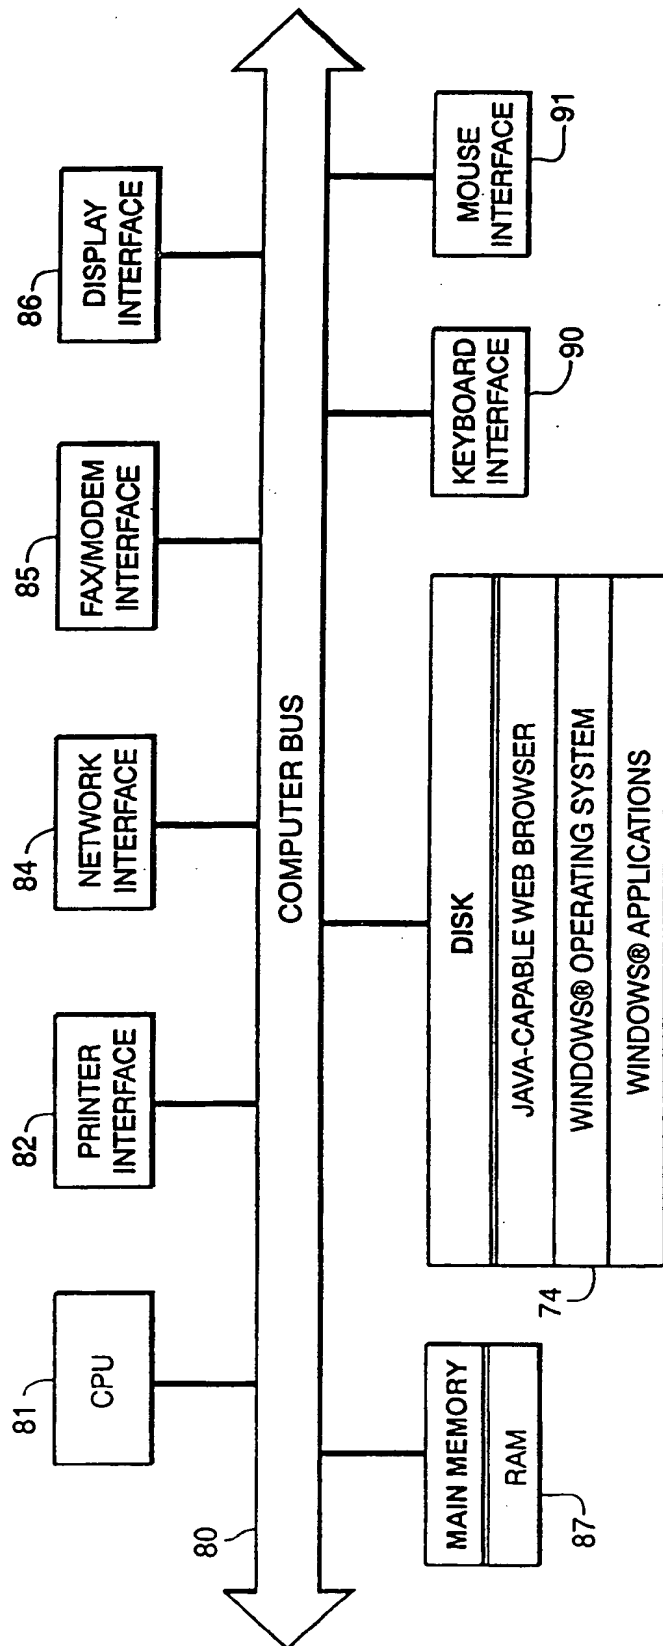 81
CPU
82
PRINTER
INTERFACE
84
NETWORK
INTERFACE
85
FAX/MODEM
INTERFACE
86
DISPLAY
INTERFACE
80
COMPUTER BUS
MAIN MEMORY
RAM
87
DISK
JAVA-CAPABLE WEB BROWSER
WINDOWS® OPERATING SYSTEM
WINDOWS® APPLICATIONS
74
KEYBOARD
INTERFACE
90
MOUSE
INTERFACE
91